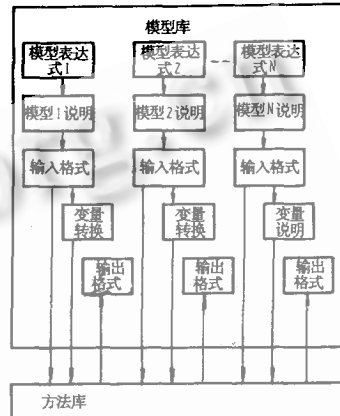 模型库
模型表达
式1
模型表达
式2
模型表达
式N
模型1说明
模型2说明
模型N说明
输入格式
输入格式
输入格式
变量
转换
变量
转换
变量
说明
输出
格式
输出
格式
输出
格式
方法库